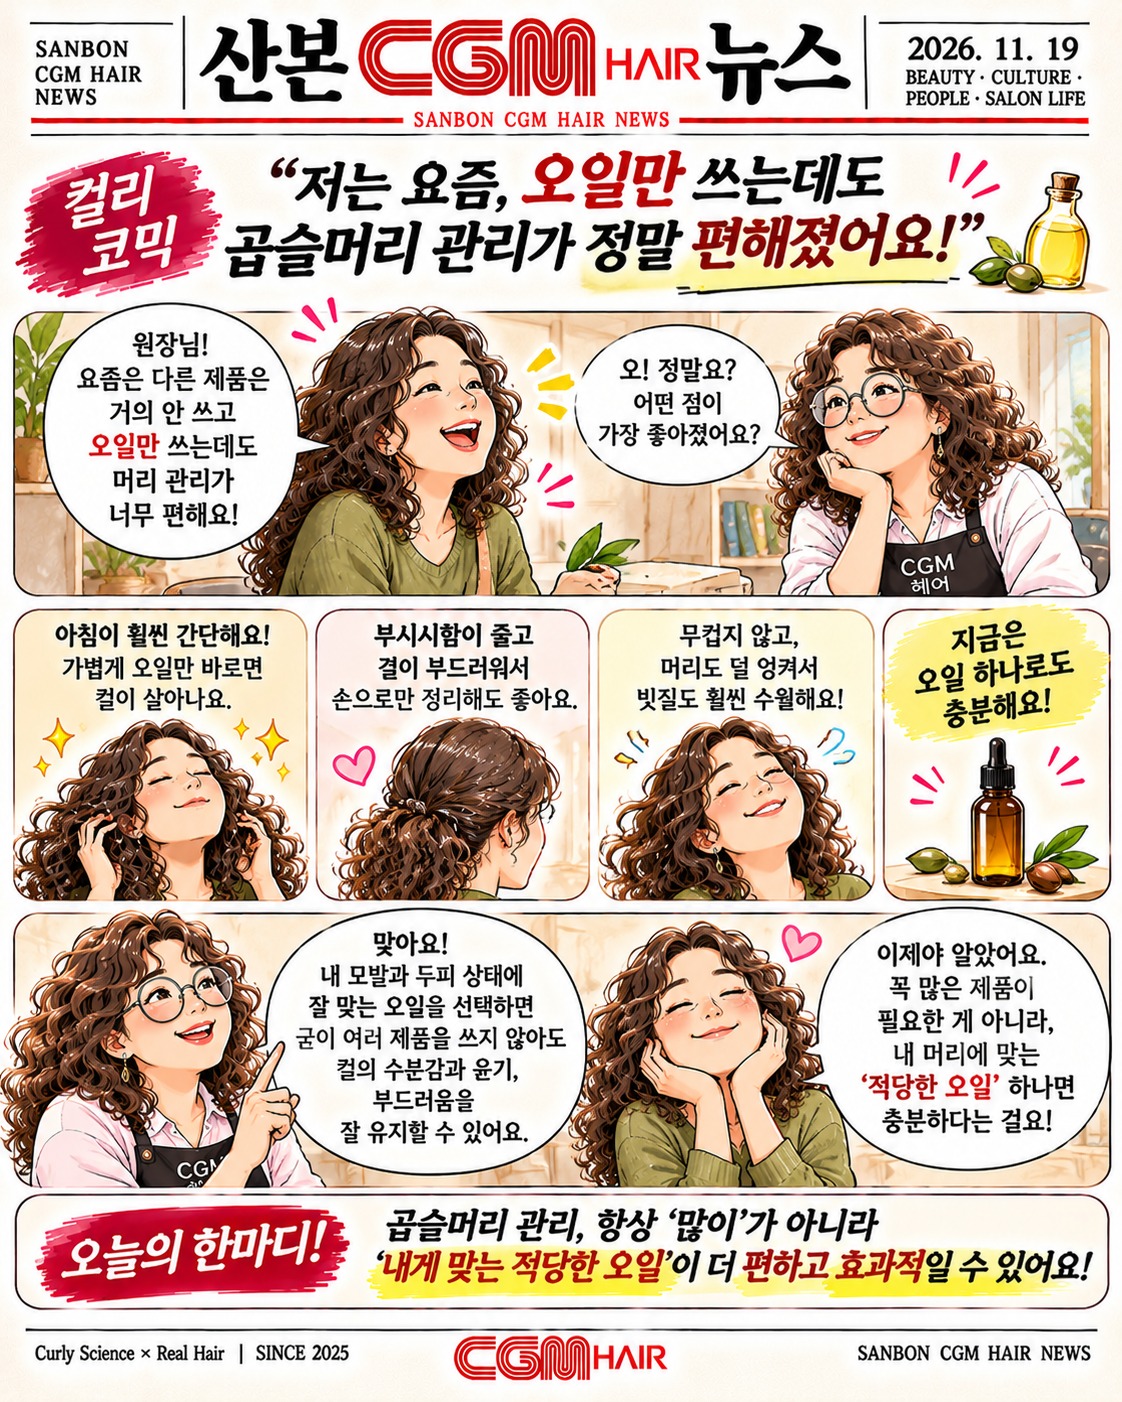 SANBON
CGM HAIR
NEWS
산본 CGM HAIR 뉴스
2026. 11. 19
BEAUTY · CULTURE ·
PEOPLE · SALON LIFE
SANBON CGM HAIR NEWS
컬리
코믹
“저는 요즘, 오일만 쓰는데도
곱슬머리 관리가 정말 편해졌어요!”
원장님!
요즘은 다른 제품은
거의 안 쓰고
오일만 쓰는데도
머리 관리가
너무 편해요!
오! 정말요?
어떤 점이
가장 좋아졌어요?
CGM
헤어
아침이 훨씬 간단해요!
가볍게 오일만 바르면
컬이 살아나요.
부시시함이 줄고
결이 부드러워서
손으로만 정리해도 좋아요.
무겁지 않고,
머리도 덜 엉켜서
빗질도 훨씬 수월해요!
지금은
오일 하나로도
충분해요!
맞아요!
내 모발과 두피 상태에
잘 맞는 오일을 선택하면
굳이 여러 제품을 쓰지 않아도
컬의 수분감과 윤기,
부드러움을
잘 유지할 수 있어요.
CGM
이제야 알았어요.
꼭 많은 제품이
필요한 게 아니라,
내 머리에 맞는
‘적당한 오일’ 하나면
충분하다는 걸요!
오늘의 한마디!
곱슬머리 관리, 항상 ‘많이’가 아니라
‘내게 맞는 적당한 오일’이 더 편하고 효과적일 수 있어요!
Curly Science × Real Hair | SINCE 2025
CGM HAIR
SANBON CGM HAIR NEWS